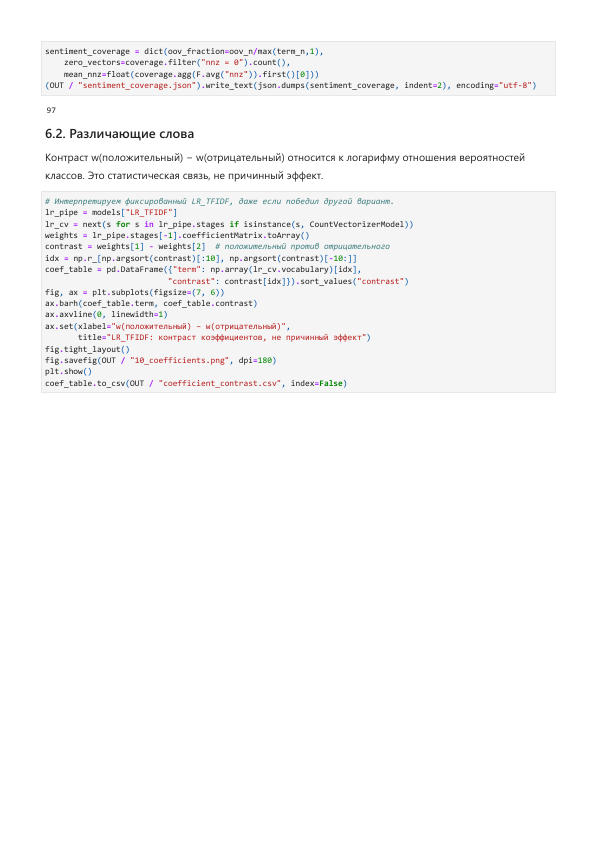 sentiment_coverage = dict(oov_fraction=oov_n/max(term_n,1),
    zero_vectors=coverage.filter("nnz = 0").count(),
    mean_nnz=float(coverage.agg(F.avg("nnz")).first()[0]))
(OUT / "sentiment_coverage.json").write_text(json.dumps(sentiment_coverage, indent=2), encoding="utf-8")
97
6.2. Различающие слова
Контраст w(положительный) − w(отрицательный) относится к логарифму отношения вероятностей
классов. Это статистическая связь, не причинный эффект.
# Интерпретируем фиксированный LR_TFIDF, даже если победил другой вариант.
lr_pipe = models["LR_TFIDF"]
lr_cv = next(s for s in lr_pipe.stages if isinstance(s, CountVectorizerModel))
weights = lr_pipe.stages[-1].coefficientMatrix.toArray()
contrast = weights[1] - weights[2]  # положительный против отрицательного
idx = np.r_[np.argsort(contrast)[:10], np.argsort(contrast)[-10:]]
coef_table = pd.DataFrame({"term": np.array(lr_cv.vocabulary)[idx],
                          "contrast": contrast[idx]}).sort_values("contrast")
fig, ax = plt.subplots(figsize=(7, 6))
ax.barh(coef_table.term, coef_table.contrast)
ax.axvline(0, linewidth=1)
ax.set(xlabel="w(положительный) − w(отрицательный)",
       title="LR_TFIDF: контраст коэффициентов, не причинный эффект")
fig.tight_layout()
fig.savefig(OUT / "10_coefficients.png", dpi=180)
plt.show()
coef_table.to_csv(OUT / "coefficient_contrast.csv", index=False)